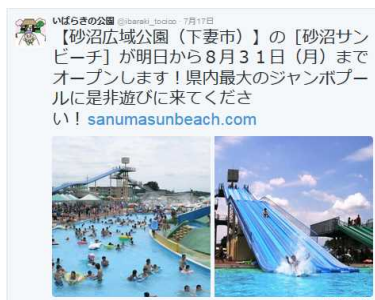 いばらきの公園 @ibaraki_tocioo · 7月17日
【砂沼広域公園（下妻市）】の［砂沼サン
ビーチ］が明日から８月３１日（月）まで
オープンします！県内最大のジャンボプー
ルに是非遊びに来てくださ
い！sanumasunbeach.com